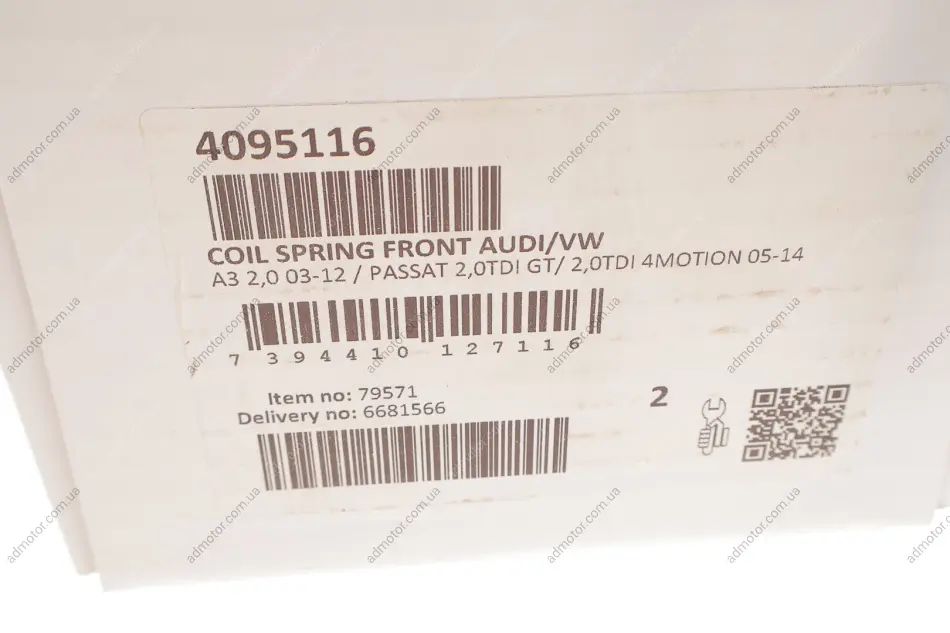 4095116
COIL SPRING FRONT AUDI/VW
A3 2,0 03-12 / PASSAT 2,0TDI GT/ 2,0TDI 4MOTION 05-14
7 394410 127116
Item no: 79571
Delivery no: 6681566
2
admotor.com.ua